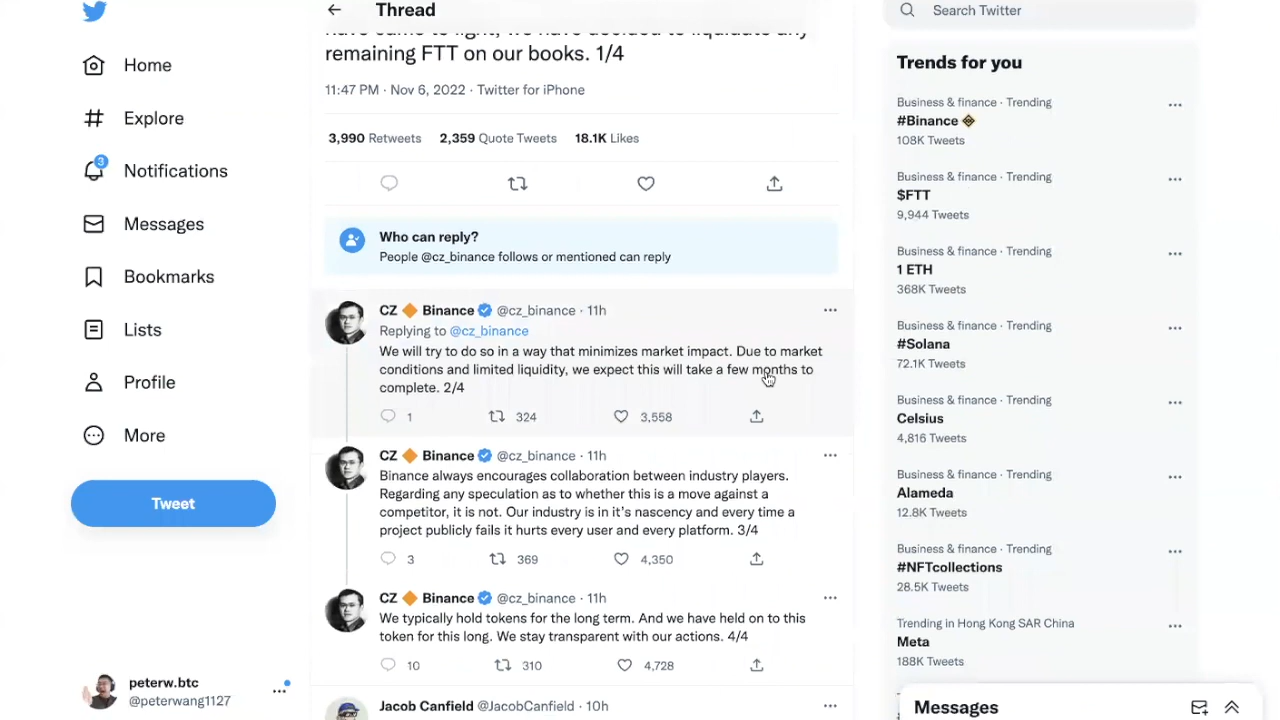 Home
Explore
3
Notifications
Messages
Bookmarks
Lists
Profile
More
Tweet
peterw.btc
@peterwang1127
Thread
have came to light, we have decided to liquidate any
remaining FTT on our books. 1/4
11:47 PM · Nov 6, 2022 · Twitter for iPhone
3,990 Retweets 2,359 Quote Tweets 18.1K Likes
Who can reply?
People @cz_binance follows or mentioned can reply
CZ Binance @cz_binance · 11h
Replying to @cz_binance
We will try to do so in a way that minimizes market impact. Due to market
conditions and limited liquidity, we expect this will take a few months to
complete. 2/4
1 324 3,558
CZ Binance @cz_binance · 11h
Binance always encourages collaboration between industry players.
Regarding any speculation as to whether this is a move against a
competitor, it is not. Our industry is in it's nascency and every time a
project publicly fails it hurts every user and every platform. 3/4
3 369 4,350
CZ Binance @cz_binance · 11h
We typically hold tokens for the long term. And we have held on to this
token for this long. We stay transparent with our actions. 4/4
10 310 4,728
Jacob Canfield @JacobCanfield · 10h
Search Twitter
Trends for you
Business & finance · Trending
#Binance
108K Tweets
Business & finance · Trending
$FTT
9,944 Tweets
Business & finance · Trending
1 ETH
368K Tweets
Business & finance · Trending
#Solana
72.1K Tweets
Business & finance · Trending
Celsius
4,816 Tweets
Business & finance · Trending
Alameda
12.8K Tweets
Business & finance · Trending
#NFTcollections
28.5K Tweets
Trending in Hong Kong SAR China
Meta
188K Tweets
Messages